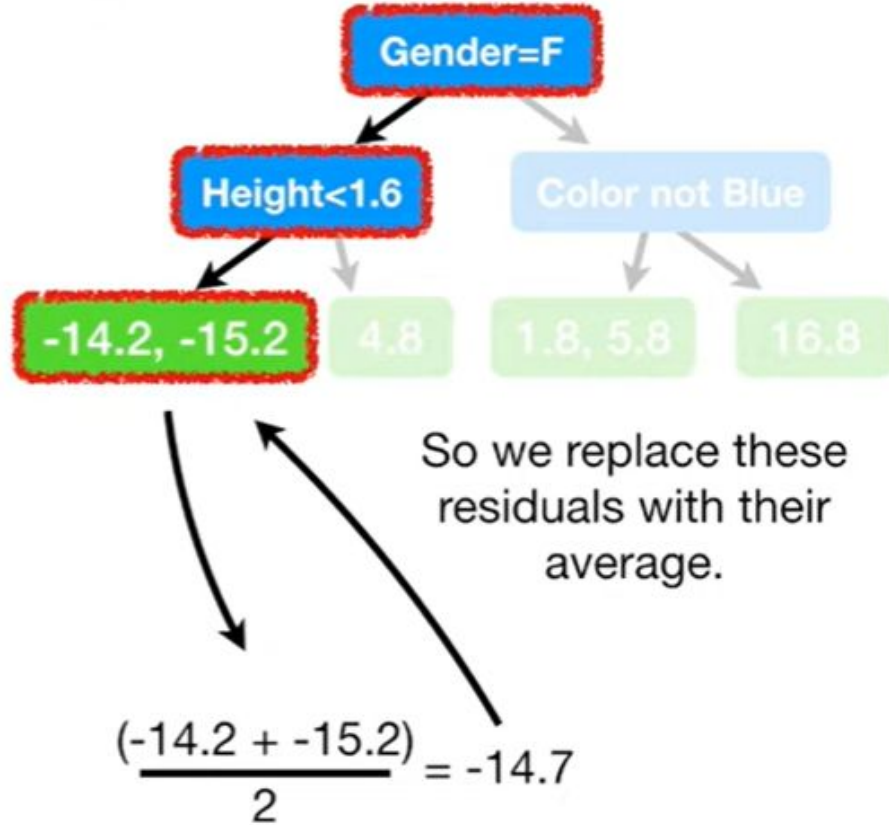 Gender=F
Height<1.6
Color not Blue
-14.2, -15.2
4.8
1.8, 5.8
16.8
So we replace these
residuals with their
average.
(-14.2 + -15.2)
= -14.7
2